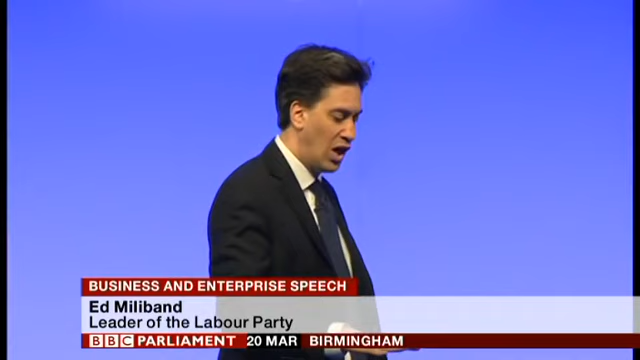 BUSINESS AND ENTERPRISE SPEECH
Ed Miliband
Leader of the Labour Party
BBC PARLIAMENT 20 MAR BIRMINGHAM